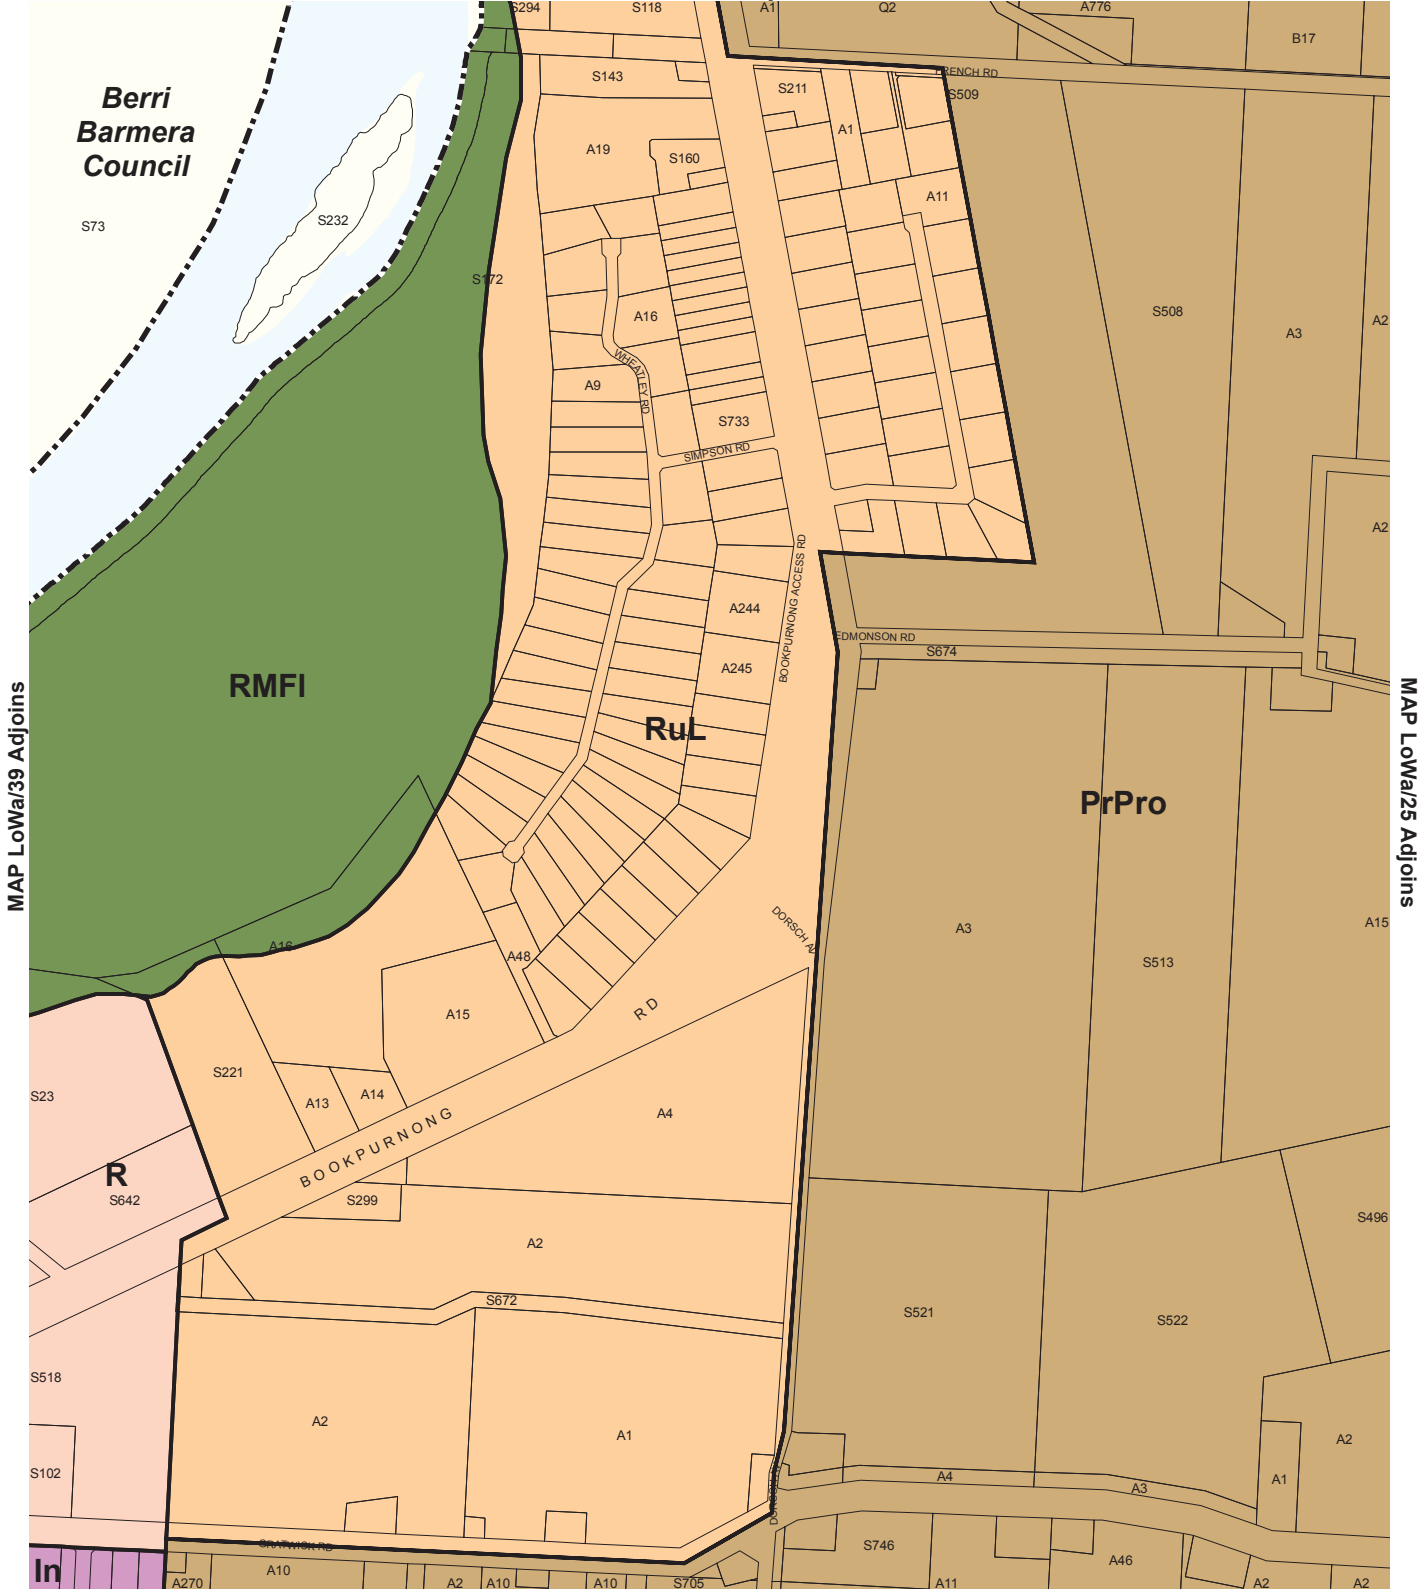 S294
S118
A1
Q2
A776
B17
FRENCH RD
S143
S211
S509
Berri
Barmera
Council
A1
A19
S160
A11
S73
S232
S172
S508
A16
A2
A3
WHEATLEY RD
A9
S733
SIMPSON RD
A2
BOOKPURNONG ACCESS RD
A244
EDMONSON RD
S674
A245
RMFl
RuL
PrPro
MAP LoWa/39 Adjoins
MAP LoWa/25 Adjoins
A3
S513
A15
DORSCH
A16
A48
A15
RD
S221
A13
A14
A4
BOOKPURNONG
S23
R
S642
S299
A2
S496
S672
S521
S522
S518
A2
A1
A2
S102
A4
A3
A1
DORSCH
GRATWICK RD
S746
A46
In
A270
A10
A2
A10
A10
S705
A11
A2
A2